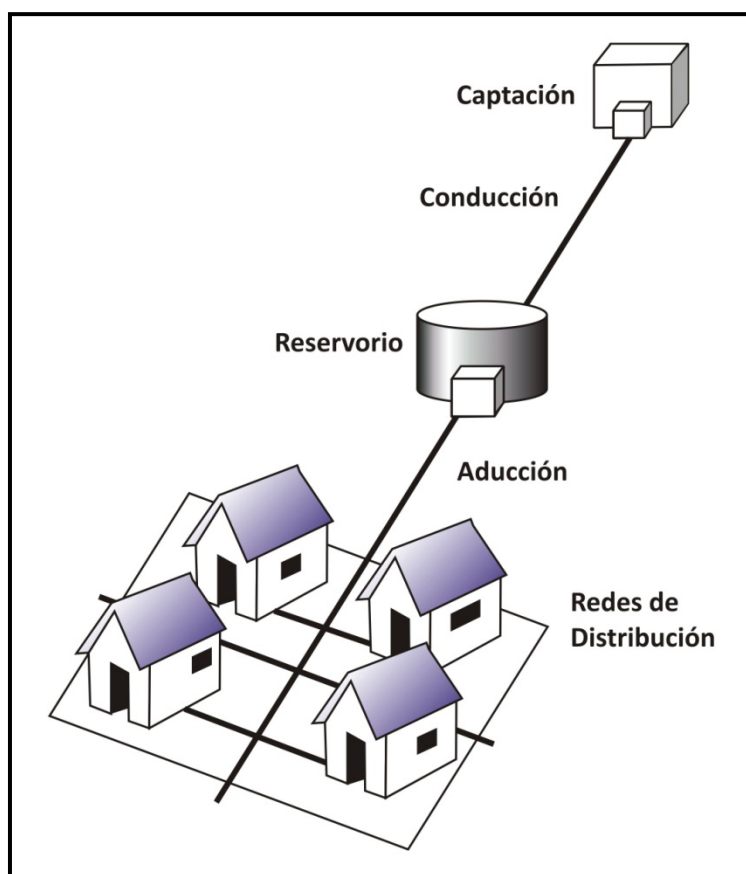 Captación
Conducción
Reservorio
Aducción
Redes de
Distribución